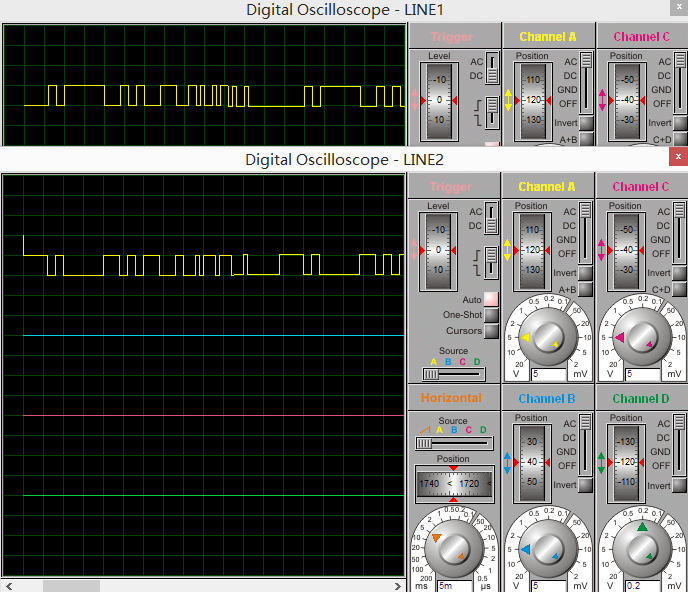 Digital Oscilloscope - LINE1
x
Trigger Channel A Channel C
Level Position Position
AC AC AC
-10 110 -50
DC DC DC
0 120 -40
GND GND
OFF OFF
10 130 -30
Invert Invert
A+B C+D
Digital Oscilloscope - LINE2
x
Trigger Channel A Channel C
Level Position Position
AC AC AC
-10 110 -50
DC DC DC
0 120 -40
GND GND
OFF OFF
10 130 -30
Invert Invert
A+B C+D
Auto
One-Shot
Cursors
Source
A B C D
1 0.5 0.2 0.1 50 20 10 5 2
2 5 10 20
V 5 mV
1 0.5 0.2 0.1 50 20 10 5 2
2 5 10 20
V 5 mV
Horizontal Channel B Channel D
Source
A B C D
Position
1740 < 1720 <
Position Position
AC AC
30 -130
DC DC
40 GND -120 GND
OFF OFF
50 -110
Invert Invert
1 0.5 0.2 0.1 50 20 10 5 2 1 0.5
2 5 10 20 50 100 200
ms 5m µs
1 0.5 0.2 0.1 50 20 10 5 2
2 5 10 20
V 5 mV
1 0.5 0.2 0.1 50 20 10 5 2
2 5 10 20
V 0.2 mV